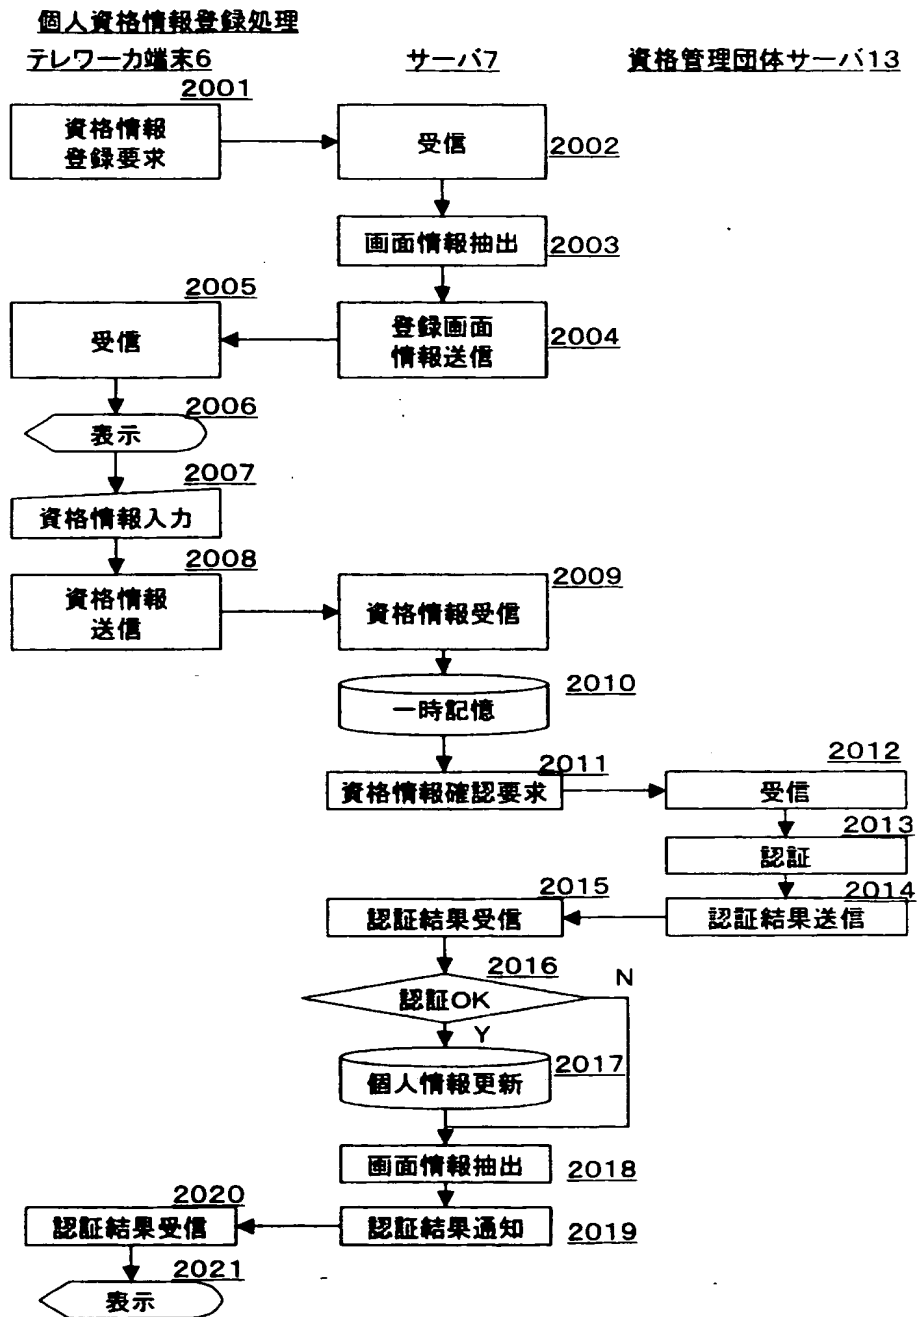 個人資格情報登録処理
テレワーカ端末6
サーバ7
資格管理団体サーバ13
2001
資格情報
登録要求
受信
2002
画面情報抽出
2003
2005
受信
登録画面
情報送信
2004
2006
表示
2007
資格情報入力
2008
資格情報
送信
2009
資格情報受信
2010
一時記憶
2011
資格情報確認要求
2012
受信
2013
認証
2014
認証結果送信
2015
認証結果受信
2016
認証OK
N
Y
個人情報更新
2017
画面情報抽出
2018
2020
認証結果受信
認証結果通知
2019
2021
表示